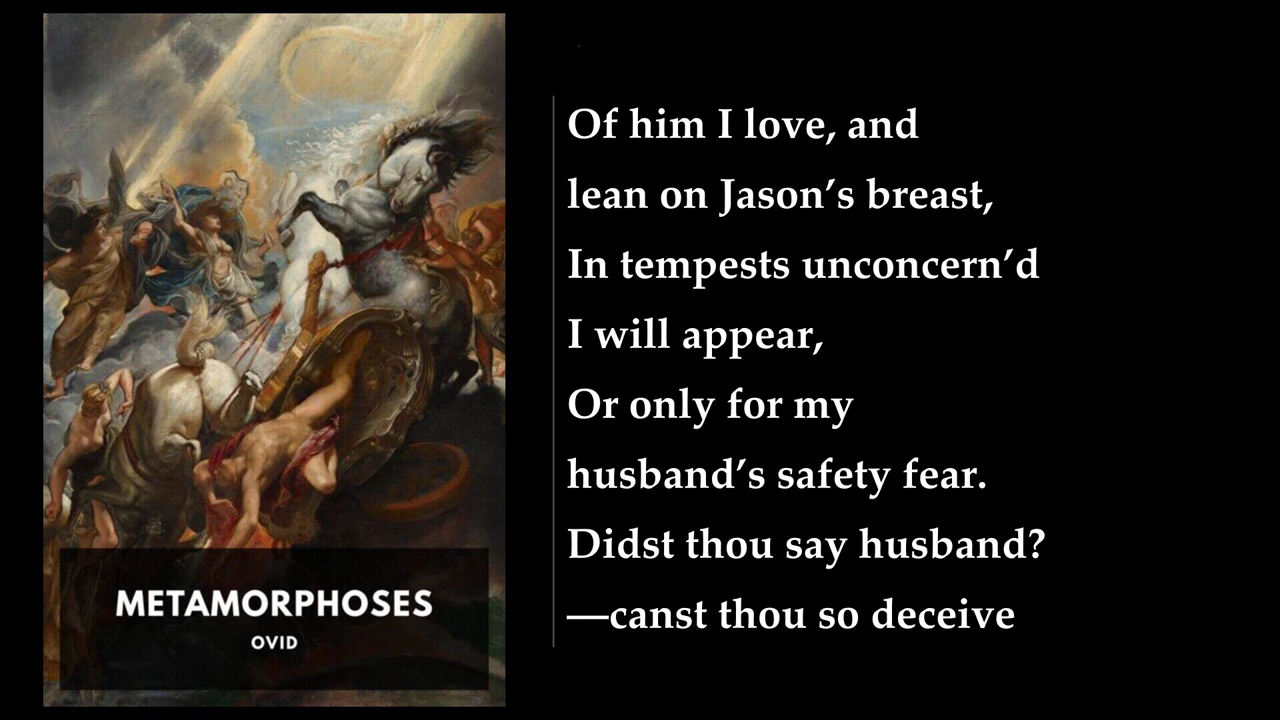 METAMORPHOSES
OVID
Of him I love, and
lean on Jason’s breast,
In tempests unconcern’d
I will appear,
Or only for my
husband’s safety fear.
Didst thou say husband?
—canst thou so deceive